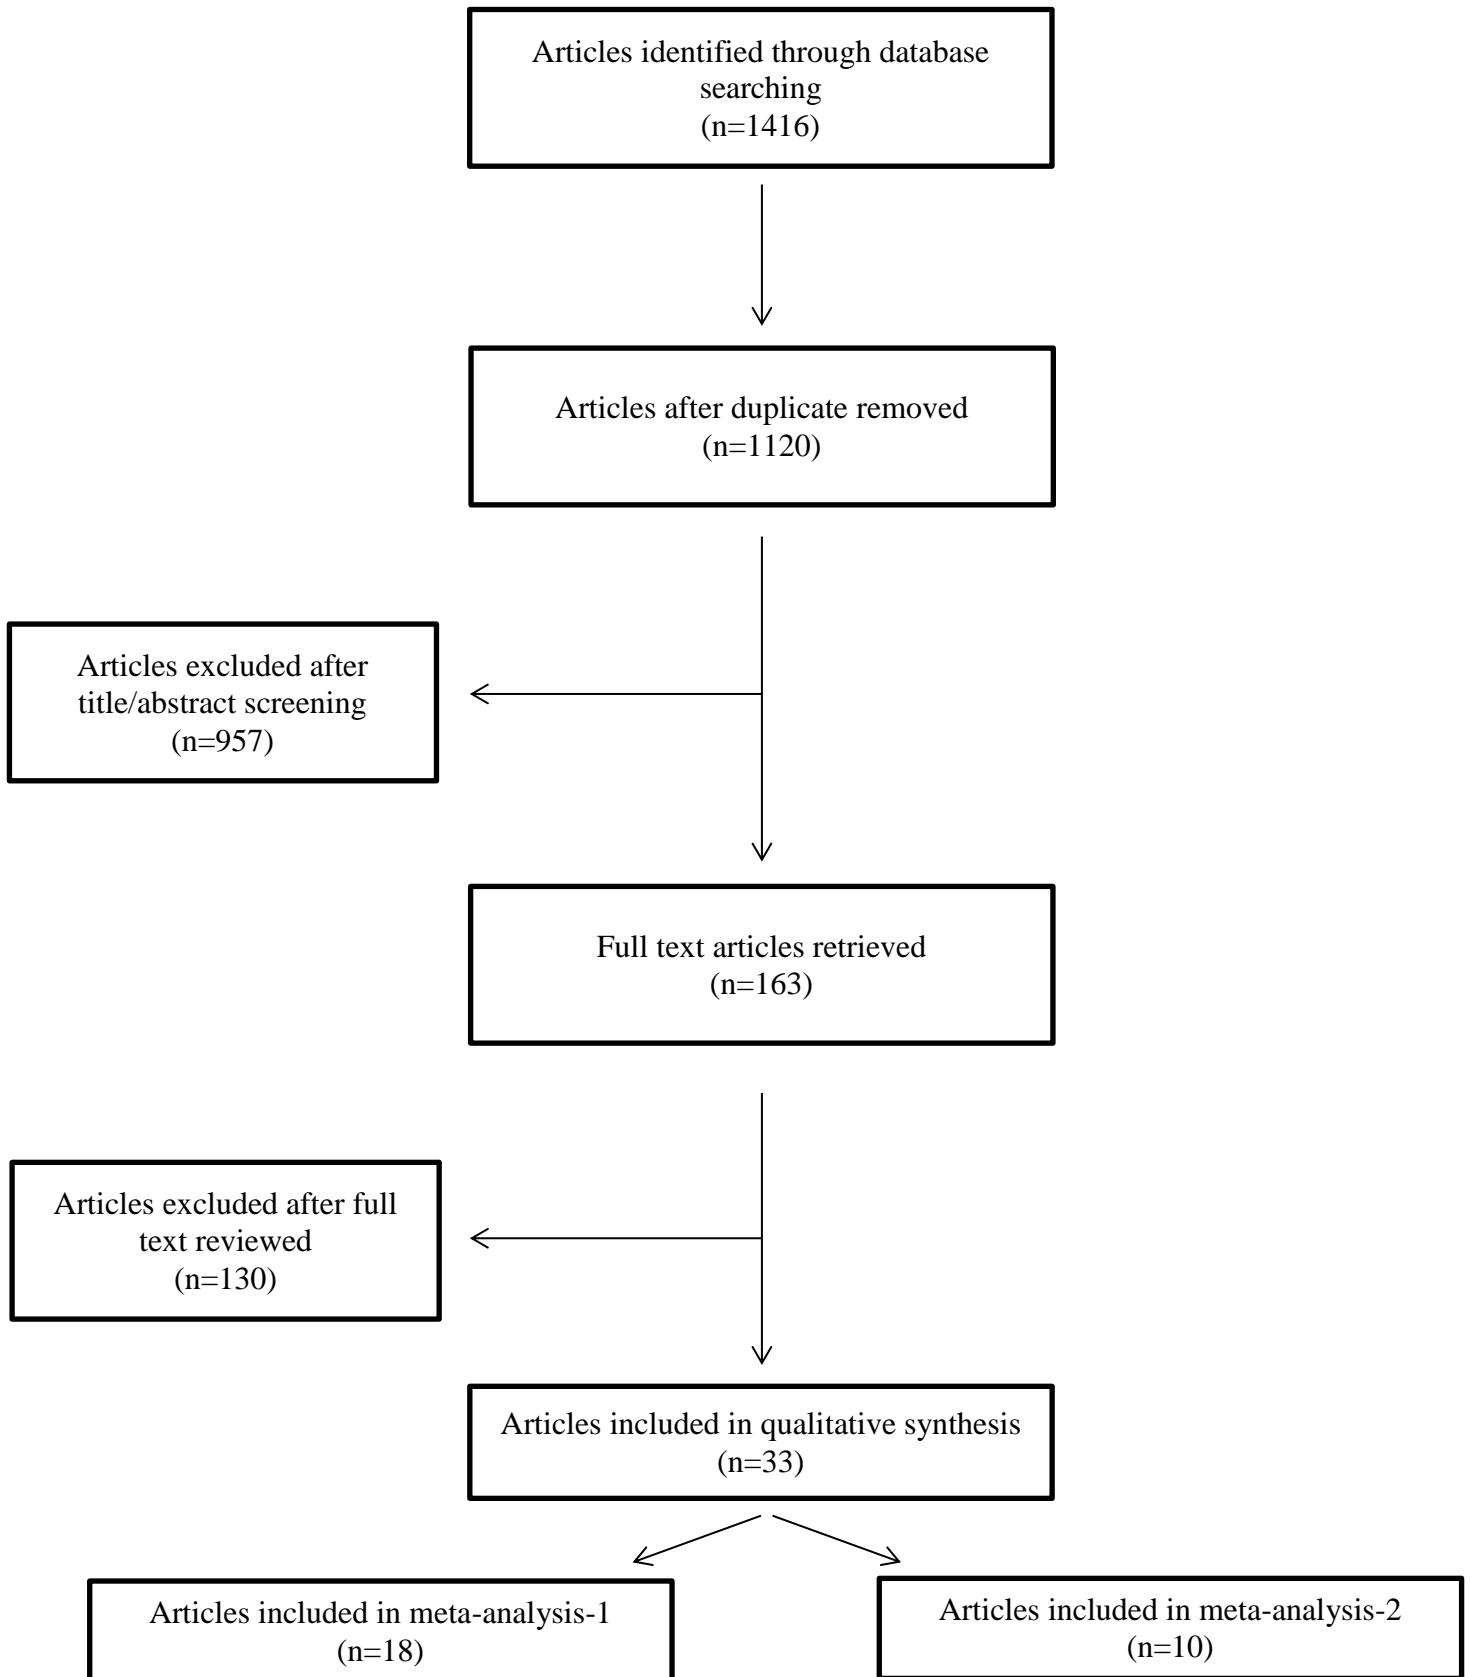 Articles identified through database
searching
(n=1416)
Articles after duplicate removed
(n=1120)
Articles excluded after
title/abstract screening
(n=957)
Full text articles retrieved
(n=163)
Articles excluded after full
text reviewed
(n=130)
Articles included in qualitative synthesis
(n=33)
Articles included in meta-analysis-1
(n=18)
Articles included in meta-analysis-2
(n=10)